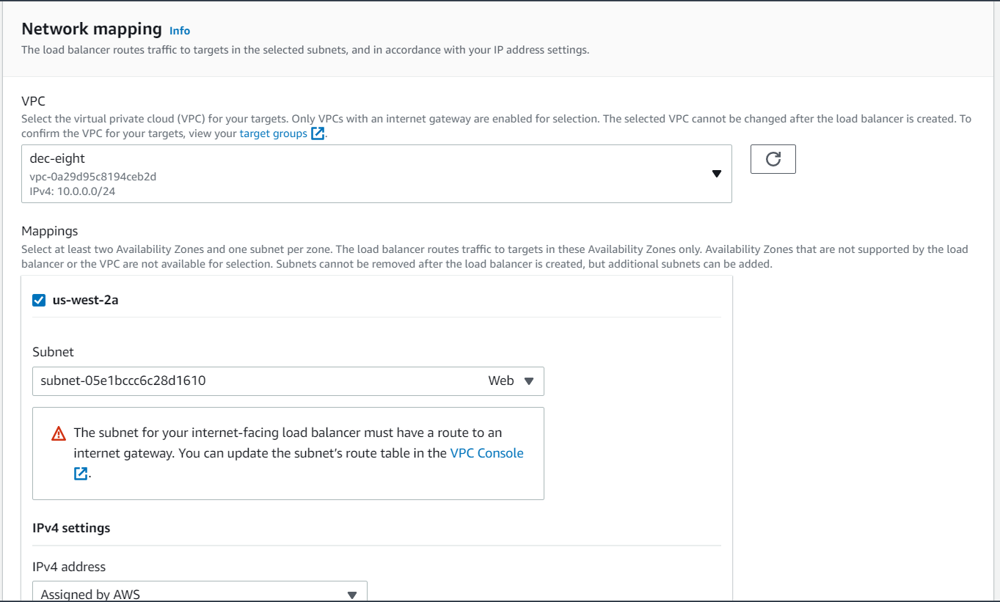 Network mapping Info
The load balancer routes traffic to targets in the selected subnets, and in accordance with your IP address settings.
VPC
Select the virtual private cloud (VPC) for your targets. Only VPCs with an internet gateway are enabled for selection. The selected VPC cannot be changed after the load balancer is created. To
confirm the VPC for your targets, view your target groups.
dec-eight
vpc-0a29d95c8194ceb2d
IPv4: 10.0.0.0/24
Mappings
Select at least two Availability Zones and one subnet per zone. The load balancer routes traffic to targets in these Availability Zones only. Availability Zones that are not supported by the load
balancer or the VPC are not available for selection. Subnets cannot be removed after the load balancer is created, but additional subnets can be added.
us-west-2a
Subnet
subnet-05e1bccc6c28d1610 Web
The subnet for your internet-facing load balancer must have a route to an
internet gateway. You can update the subnet's route table in the VPC Console
.
IPv4 settings
IPv4 address
Assigned by AWS